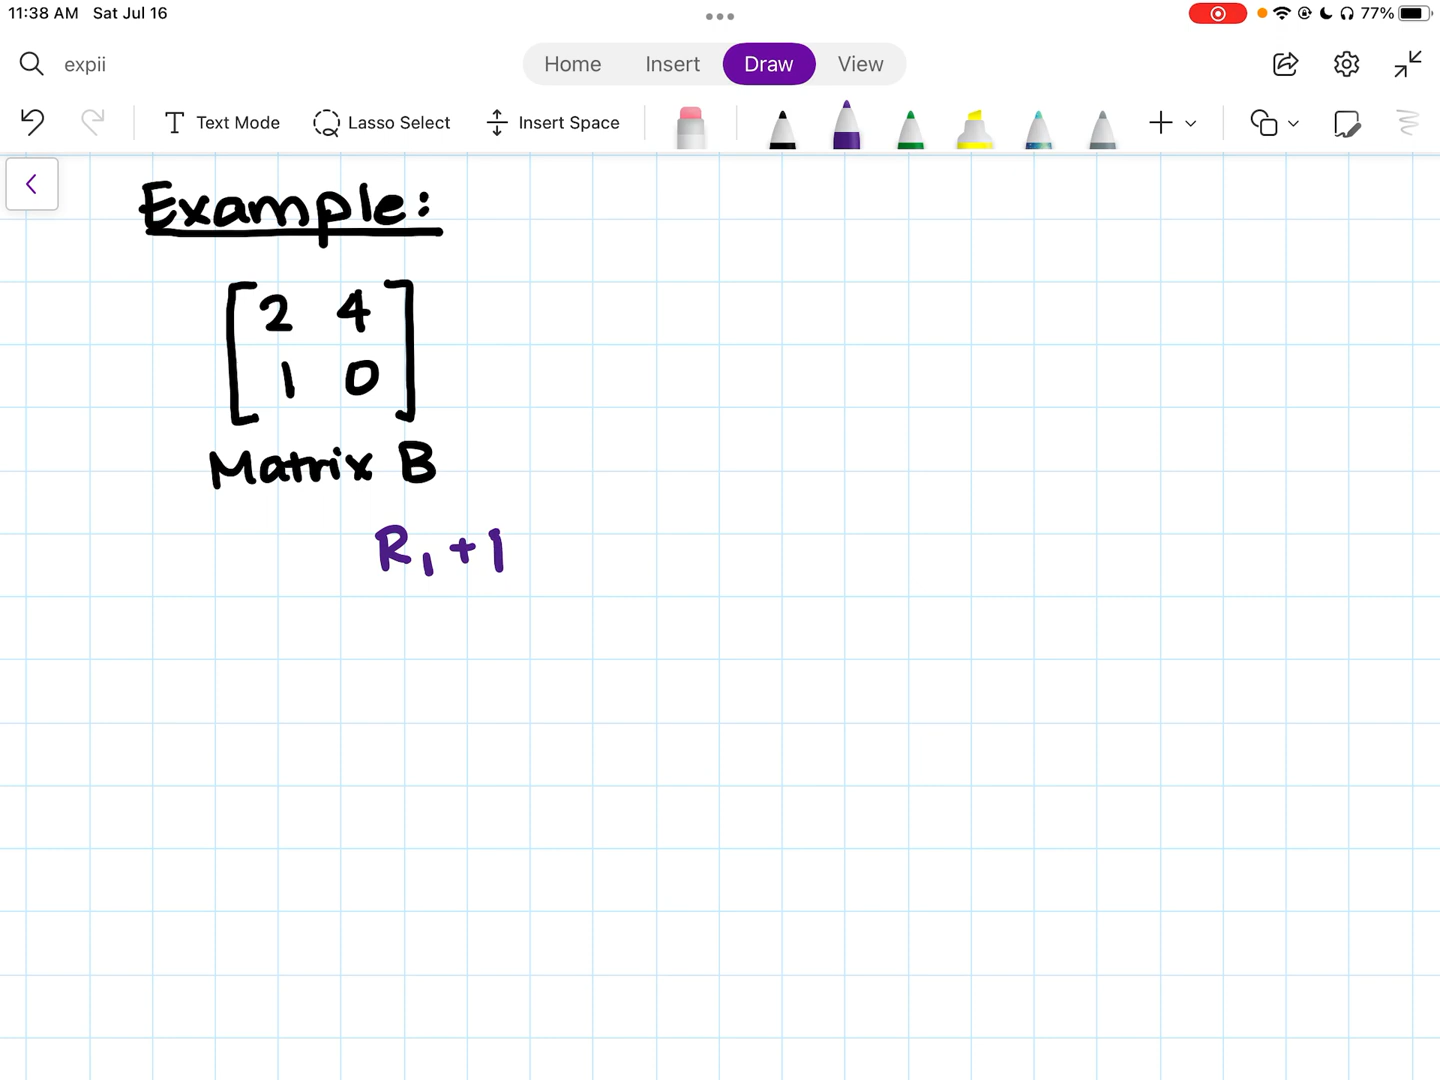 11:38 AM Sat Jul 16
77%
expii
Home Insert Draw View
Text Mode Lasso Select Insert Space
Example:
2 4
1 0
Matrix B
R₁ + 1